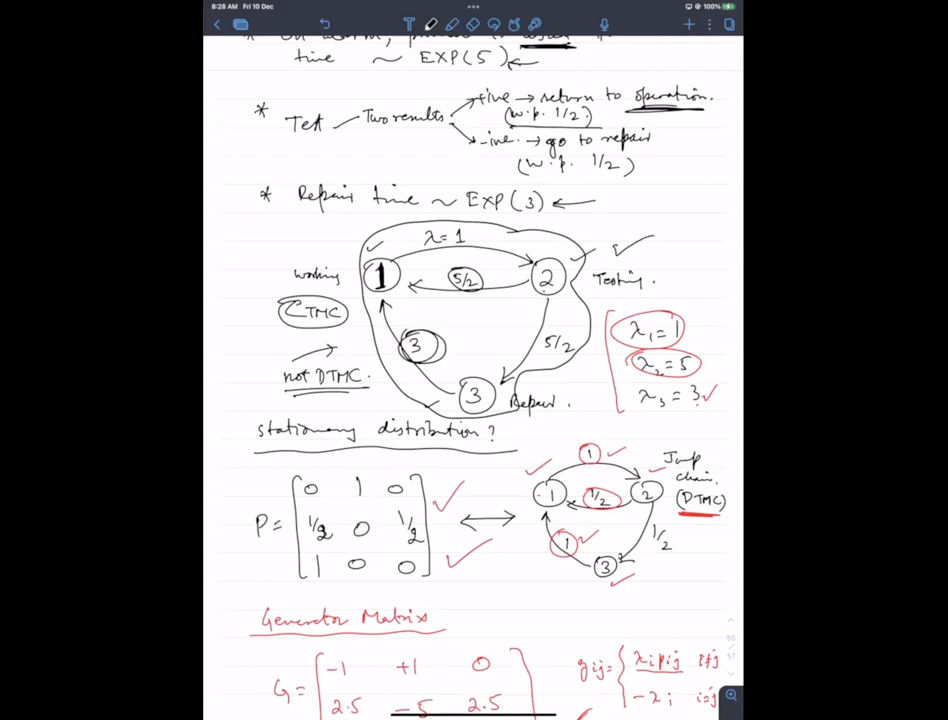 8:28 AM Fri 10 Dec
100%
time ~ EXP(5) ←
* Test Two results +ive → return to operation.
(w.p. 1/2)
-ive. → go to repair
(w.p. 1/2)
* Repair time ~ EXP(3) ←
λ = 1
1
2
working
5/2
Testing.
CTMC
λ₁ = 1
3
5/2
λ₂ = 5
not DTMC.
3
Repair.
λ₃ = 3
stationary distribution?
Jump
chain.
(DTMC)
1
1
1/2
2
1
1/2
3
P = [ 0 1 0
1/2 0 1/2
1 0 0 ]
Generator Matrix
G = [ -1 +1 0
2.5 -5 2.5
gij = { λi pij i≠j
-λi i=j
55
57